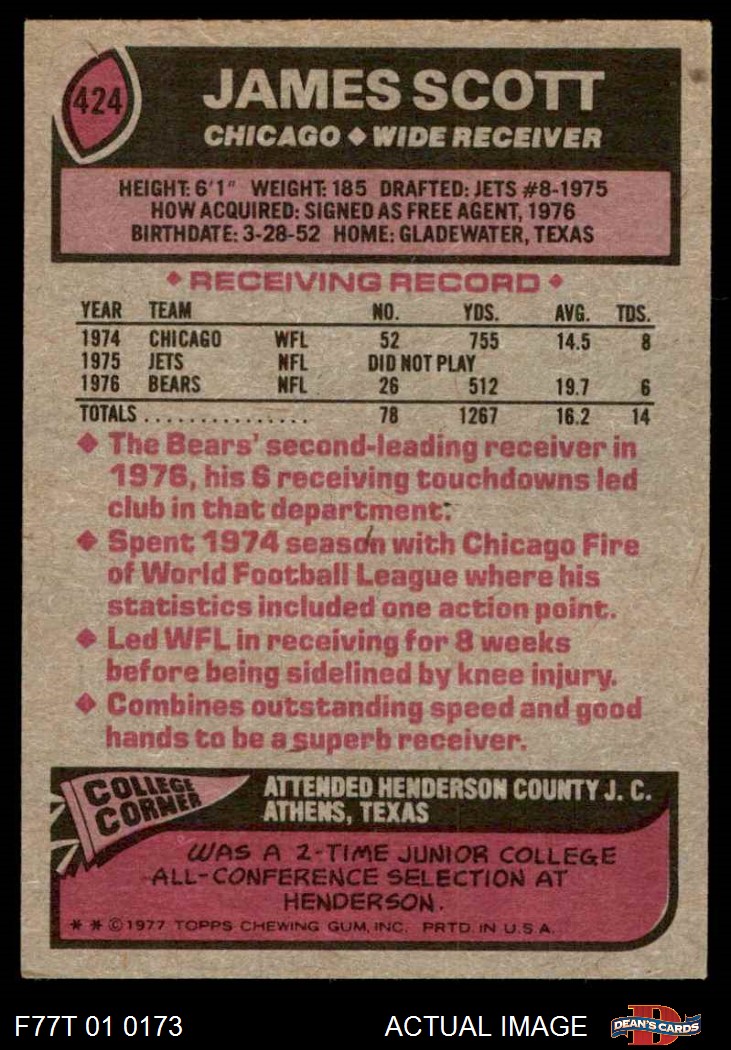 424
JAMES SCOTT
CHICAGO ◆ WIDE RECEIVER
HEIGHT: 6'1" WEIGHT: 185 DRAFTED: JETS #8-1975
HOW ACQUIRED: SIGNED AS FREE AGENT, 1976
BIRTHDATE: 3-28-52 HOME: GLADEWATER, TEXAS
◆ RECEIVING RECORD ◆
YEAR TEAM NO. YDS. AVG. TDS.
1974 CHICAGO WFL 52 755 14.5 8
1975 JETS NFL DID NOT PLAY
1976 BEARS NFL 26 512 19.7 6
TOTALS ............... 78 1267 16.2 14
◆ The Bears' second-leading receiver in
1976, his 6 receiving touchdowns led
club in that department.
◆ Spent 1974 season with Chicago Fire
of World Football League where his
statistics included one action point.
◆ Led WFL in receiving for 8 weeks
before being sidelined by knee injury.
◆ Combines outstanding speed and good
hands to be a superb receiver.
COLLEGE
CORNER
ATTENDED HENDERSON COUNTY J. C.
ATHENS, TEXAS
WAS A 2-TIME JUNIOR COLLEGE
ALL-CONFERENCE SELECTION AT
HENDERSON.
* * © 1977 TOPPS CHEWING GUM, INC. PRTD. IN U.S.A.
F77T 01 0173 ACTUAL IMAGE
D
DEAN'S CARDS